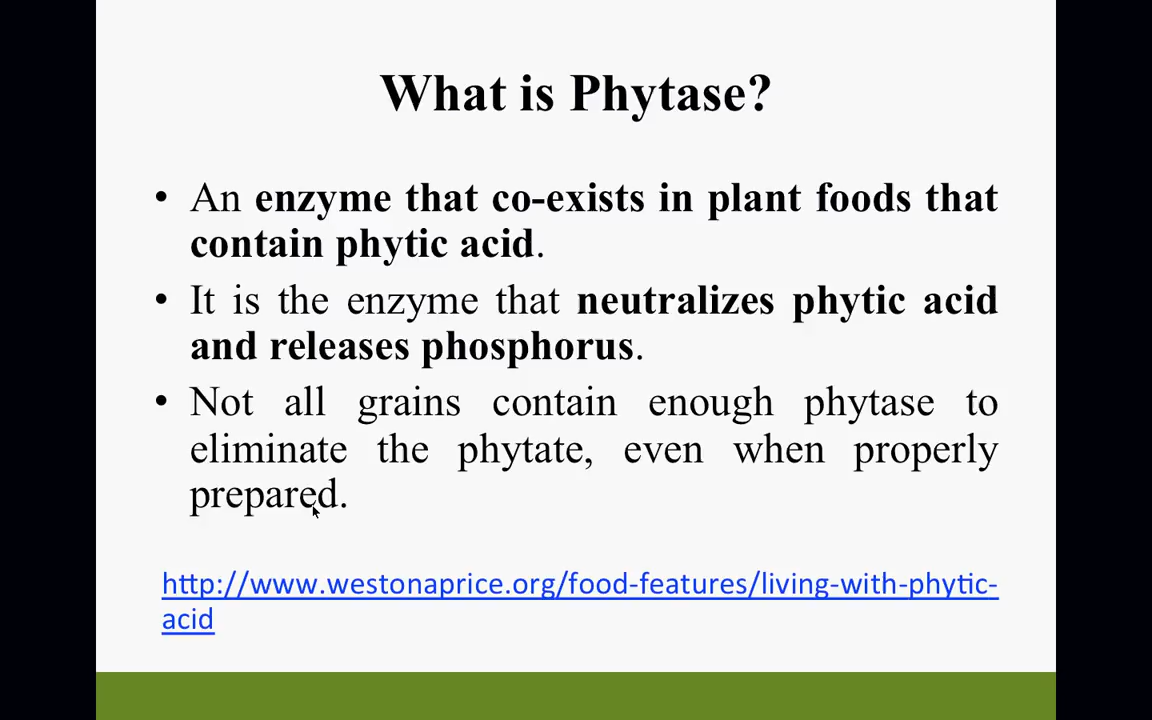 What is Phytase?
• An enzyme that co-exists in plant foods that
contain phytic acid.
• It is the enzyme that neutralizes phytic acid
and releases phosphorus.
• Not all grains contain enough phytase to
eliminate the phytate, even when properly
prepared.
http://www.westonaprice.org/food-features/living-with-phytic-
acid